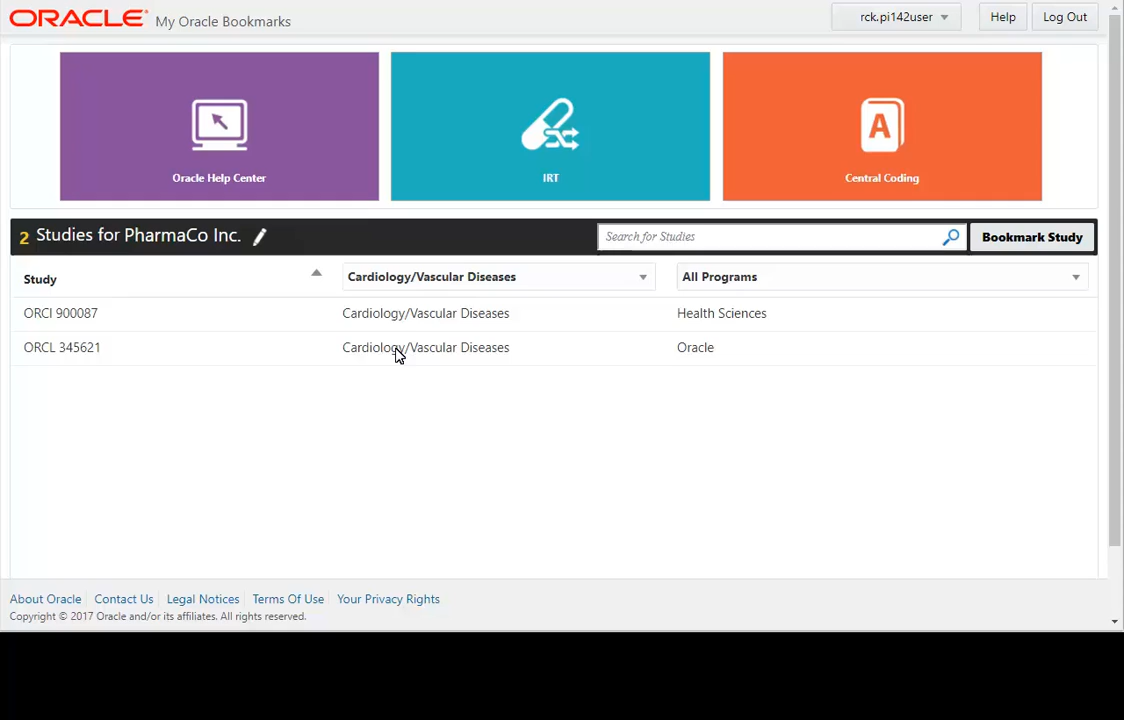 ORACLE My Oracle Bookmarks rck.pi142user Help Log Out
Oracle Help Center IRT A Central Coding
2 Studies for PharmaCo Inc. Search for Studies Bookmark Study
Study Cardiology/Vascular Diseases All Programs
ORCI 900087 Cardiology/Vascular Diseases Health Sciences
ORCL 345621 Cardiology/Vascular Diseases Oracle
About Oracle Contact Us Legal Notices Terms Of Use Your Privacy Rights
Copyright © 2017 Oracle and/or its affiliates. All rights reserved.